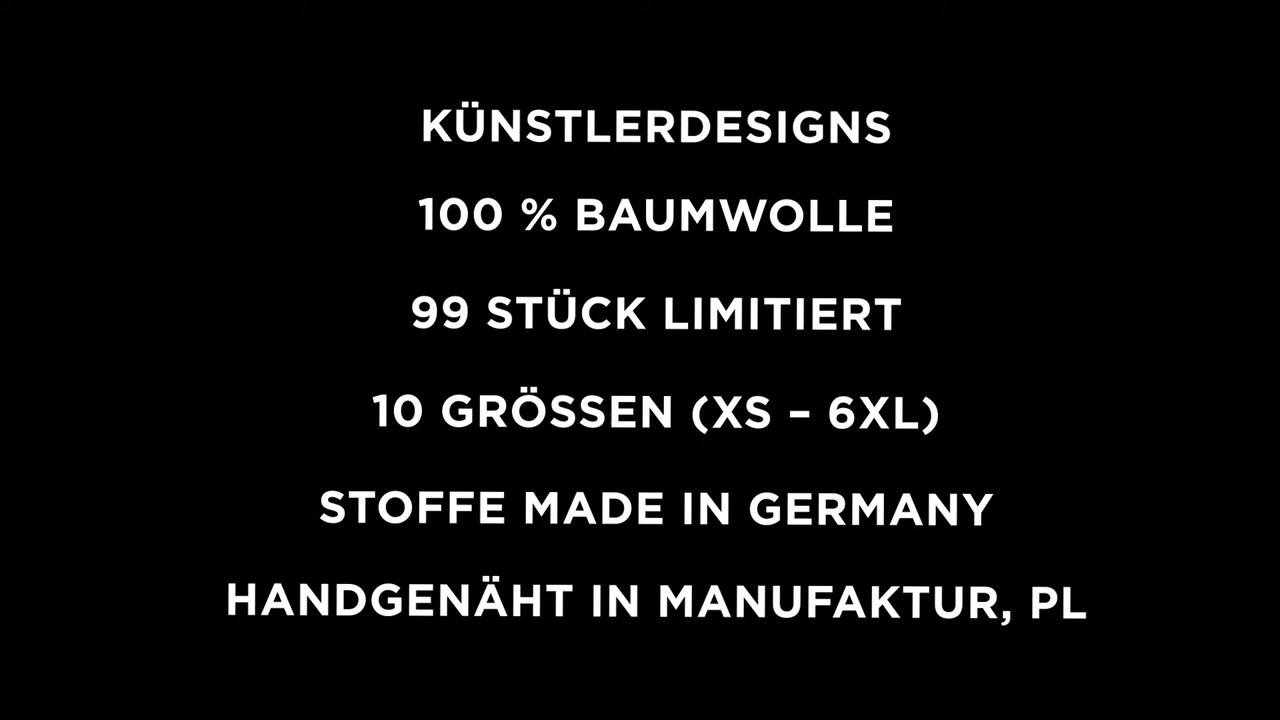 KÜNSTLERDESIGNS
100 % BAUMWOLLE
99 STÜCK LIMITIERT
10 GRÖSSEN (XS – 6XL)
STOFFE MADE IN GERMANY
HANDGENÄHT IN MANUFAKTUR, PL